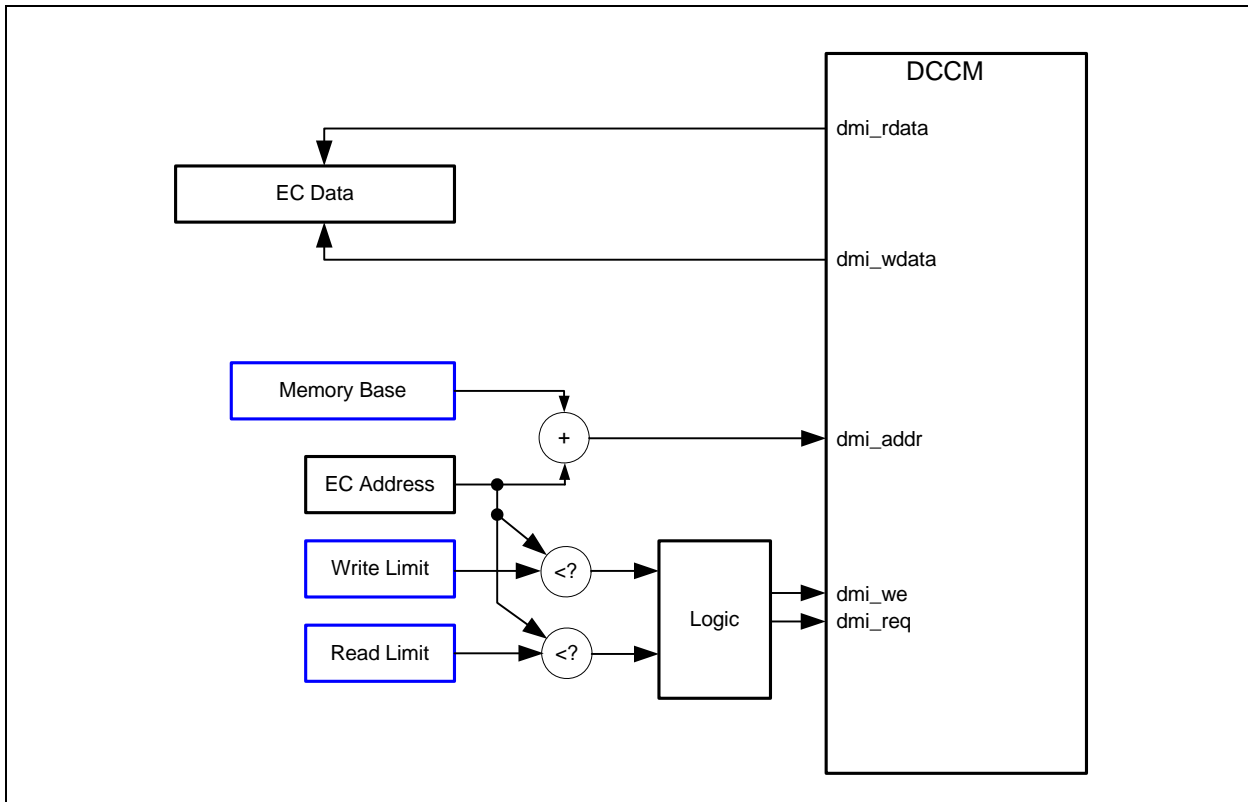 DCCM
dmi_rdata
EC Data
dmi_wdata
Memory Base
+
dmi_addr
EC Address
Write Limit
<?
dmi_we
Logic
dmi_req
Read Limit
<?